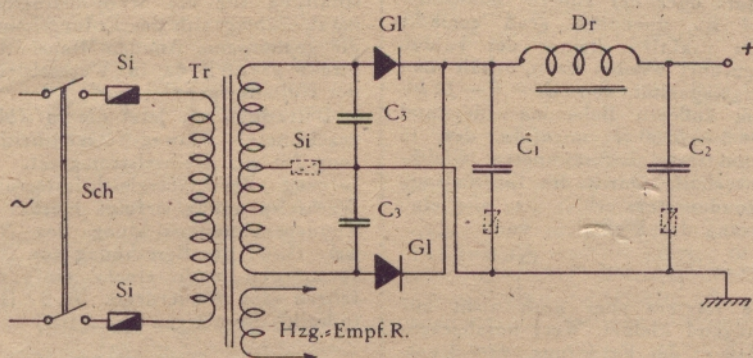 Gl
Dr
Si
Tr
+
C₃
Si
C₁
C₂
Sch
~
C₃
Gl
Si
Hzg.=Empf.R.